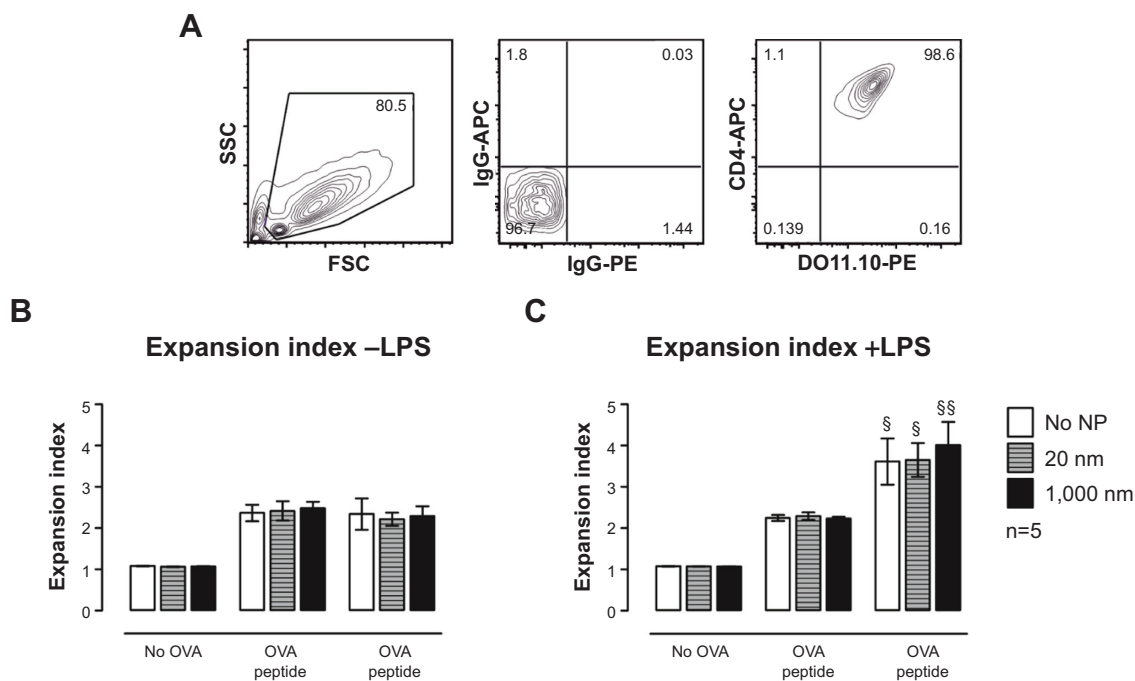 A
80.5
SSC
FSC
1.8
0.03
IgG-APC
96.7
1.44
IgG-PE
1.1
98.6
CD4-APC
0.139
0.16
DO11.10-PE
B
Expansion index –LPS
Expansion index
5
4
3
2
1
0
No OVA
OVA
peptide
OVA
peptide
C
Expansion index +LPS
Expansion index
5
4
3
2
1
0
§
§
§§
No OVA
OVA
peptide
OVA
peptide
No NP
20 nm
1,000 nm
n=5